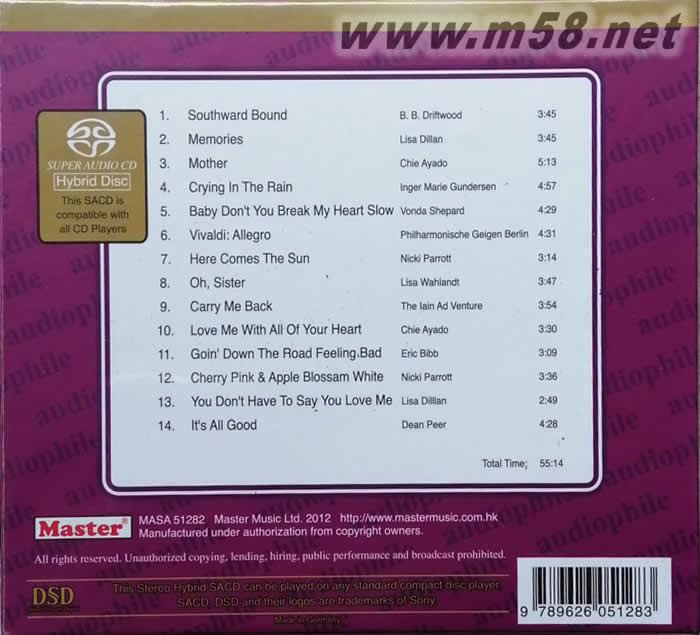 www.m58.net
SUPER AUDIO CD
Hybrid Disc
This SACD is
compatible with
all CD Players
1. Southward Bound B. B. Driftwood 3:45
2. Memories Lisa Dillan 3:45
3. Mother Chie Ayado 5:13
4. Crying In The Rain Inger Marie Gundersen 4:57
5. Baby Don't You Break My Heart Slow Vonda Shepard 4:29
6. Vivaldi: Allegro Philharmonische Geigen Berlin 4:31
7. Here Comes The Sun Nicki Parrott 3:14
8. Oh, Sister Lisa Wahlandt 3:47
9. Carry Me Back The Iain Ad Venture 3:54
10. Love Me With All Of Your Heart Chie Ayado 3:30
11. Goin' Down The Road Feeling.Bad Eric Bibb 3:09
12. Cherry Pink & Apple Blossam White Nicki Parrott 3:36
13. You Don't Have To Say You Love Me Lisa Dilllan 2:49
14. It's All Good Dean Peer 4:28
Total Time; 55:14
Master®
MASA 51282 Master Music Ltd. 2012 http://www.mastermusic.com.hk
Manufactured under authorization from copyright owners.
All rights reserved. Unauthorized copying, lending, hiring, public performance and broadcast prohibited.
DSD
This Stereo Hybrid SACD can be played on any standard compact disc player
SACD, DSD and their logos are trademarks of Sony
Made in Germany
9 789626 051283
audiophile